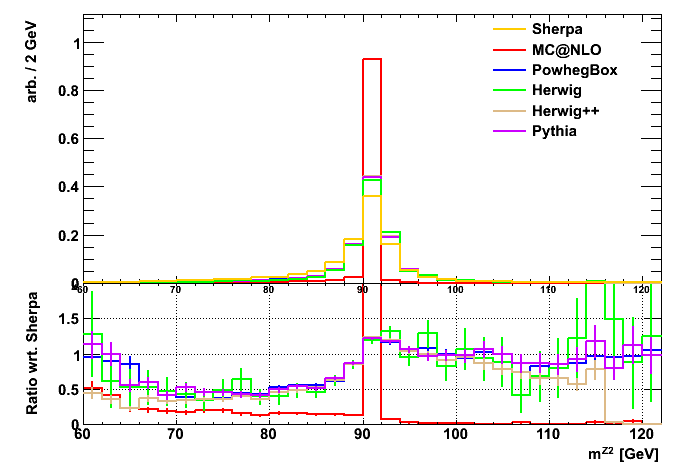 arb. / 2 GeV
1
0.8
0.6
0.4
0.2
0
Sherpa
MC@NLO
PowhegBox
Herwig
Herwig++
Pythia
60 70 80 90 100 110 120
Ratio wrt. Sherpa
1.5
1
0.5
0
60 70 80 90 100 110 120
m^Z2 [GeV]